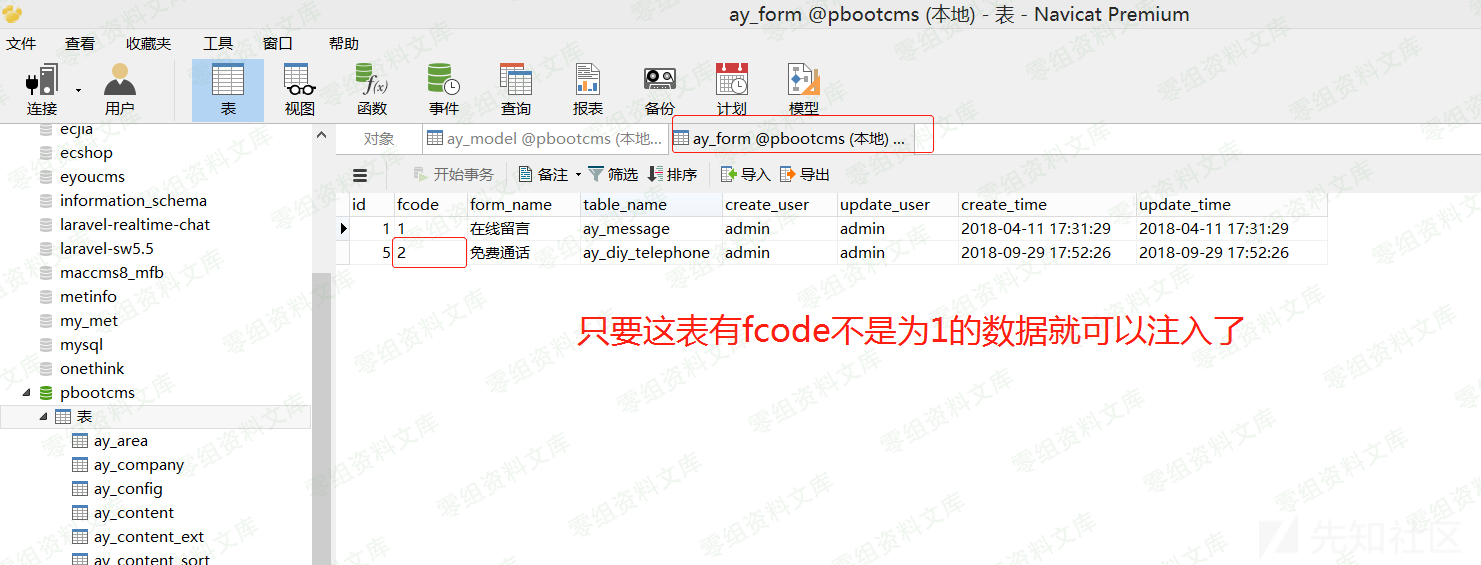 ay_form @pbootcms (本地) - 表 - Navicat Premium
文件 查看 收藏夹 工具 窗口 帮助
连接 用户 表 视图 函数 事件 查询 报表 备份 计划 模型
对象 ay_model @pbootcms (本地... ay_form @pbootcms (本地) ...
开始事务 备注 筛选 排序 导入 导出
id fcode form_name table_name create_user update_user create_time update_time
1 1 在线留言 ay_message admin admin 2018-04-11 17:31:29 2018-04-11 17:31:29
5 2 免费通话 ay_diy_telephone admin admin 2018-09-29 17:52:26 2018-09-29 17:52:26
只要这表有fcode不是为1的数据就可以注入了
ecjia
ecshop
eyoucms
information_schema
laravel-realtime-chat
laravel-sw5.5
maccms8_mfb
metinfo
my_met
mysql
onethink
pbootcms
表
ay_area
ay_company
ay_config
ay_content
ay_content_ext
ay_content_sort
零组资料文库
先知社区